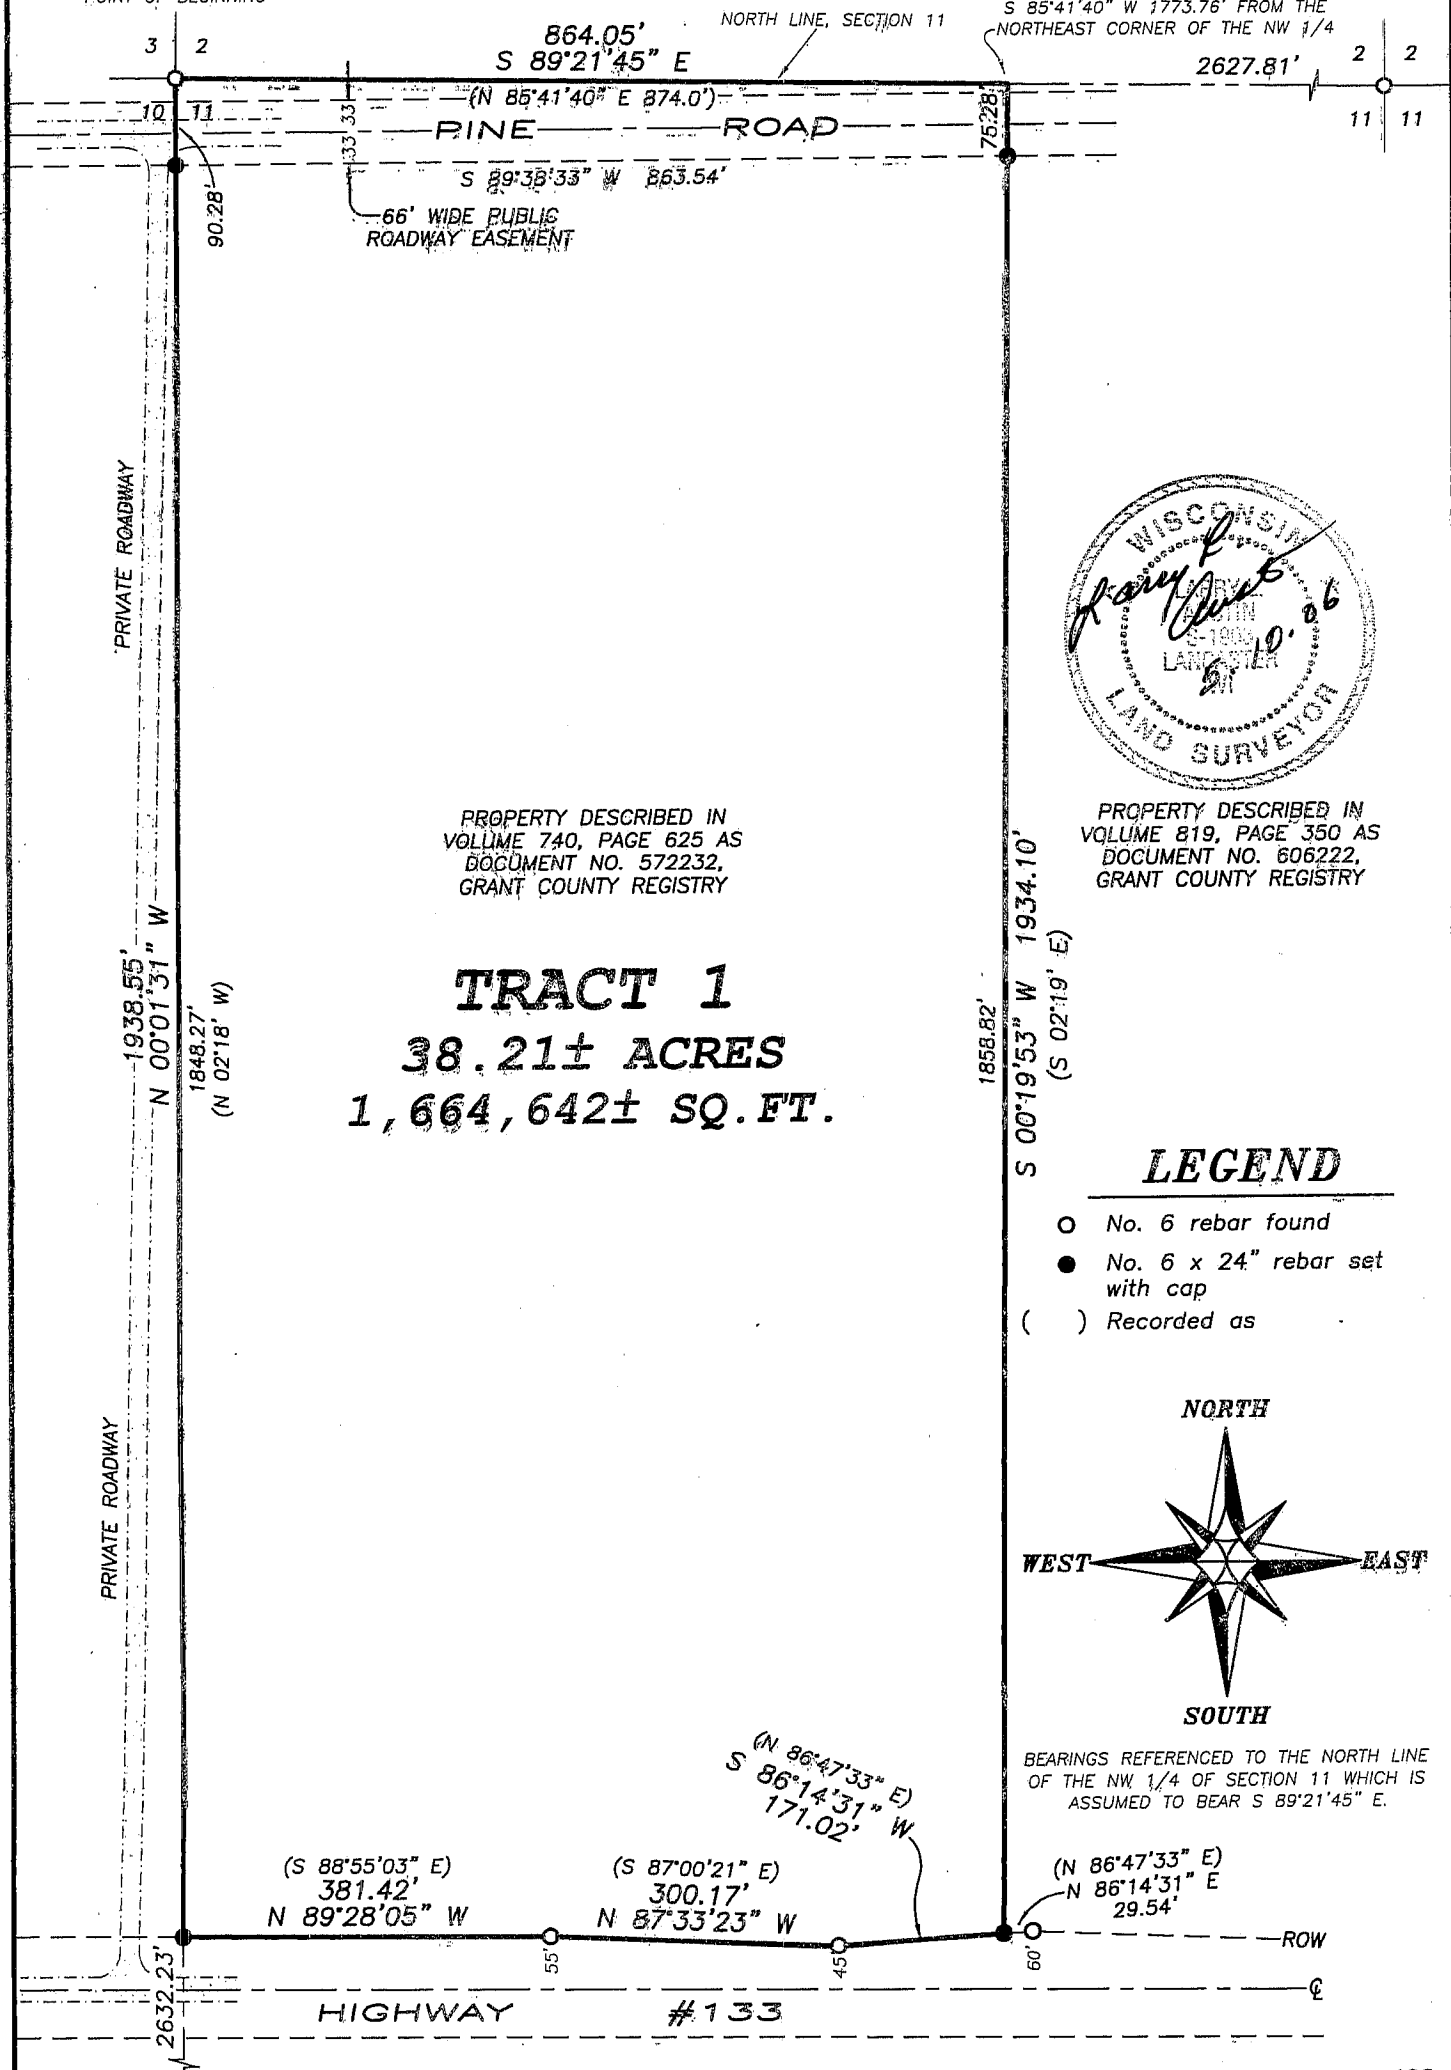 S 85°41'40" W 1773.76' FROM THE
NORTHEAST CORNER OF THE NW 1/4
NORTH LINE, SECTION 11
864.05'
S 89°21'45" E
3 2
2627.81'
2 2
10 11
11 11
(N 85°41'40" E 874.0')
PINE ROAD
33 33
75.28'
S 89°38'33" W 863.54'
90.28'
66' WIDE PUBLIC
ROADWAY EASEMENT
PRIVATE ROADWAY
WISCONSIN
LANCASTER
WI
LAND SURVEYOR
Larry L
5.10.06
PROPERTY DESCRIBED IN
VOLUME 740, PAGE 625 AS
DOCUMENT NO. 572232,
GRANT COUNTY REGISTRY
PROPERTY DESCRIBED IN
VOLUME 819, PAGE 350 AS
DOCUMENT NO. 606222,
GRANT COUNTY REGISTRY
1938.55'
N 00°01'31" W
1848.27'
(N 02°18' W)
TRACT 1
38.21± ACRES
1,664,642± SQ.FT.
1858.82'
S 00°19'53" W 1934.10'
(S 02°19' E)
LEGEND
No. 6 rebar found
No. 6 x 24" rebar set
with cap
( ) Recorded as
PRIVATE ROADWAY
NORTH
WEST EAST
SOUTH
BEARINGS REFERENCED TO THE NORTH LINE
OF THE NW 1/4 OF SECTION 11 WHICH IS
ASSUMED TO BEAR S 89°21'45" E.
(N 86°47'33" E)
S 86°14'31" W
171.02'
(S 88°55'03" E)
381.42'
N 89°28'05" W
(S 87°00'21" E)
300.17'
N 87°33'23" W
(N 86°47'33" E)
N 86°14'31" E
29.54'
ROW
55'
45'
60'
2632.23'
HIGHWAY #133